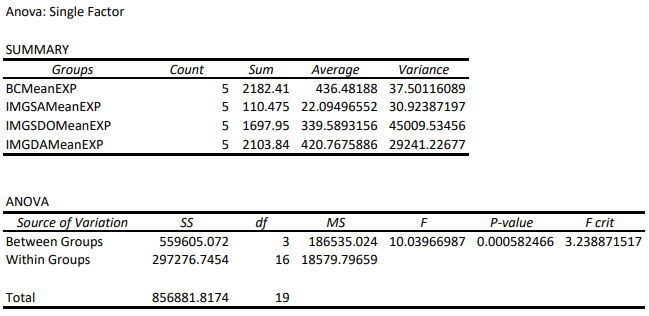 Anova: Single Factor
SUMMARY
Groups Count Sum Average Variance
BCMeanEXP 5 2182.41 436.48188 37.50116089
IMGSAMeanEXP 5 110.475 22.09496552 30.92387197
IMGSDOMeanEXP 5 1697.95 339.5893156 45009.53456
IMGDAMeanEXP 5 2103.84 420.7675886 29241.22677
ANOVA
Source of Variation SS df MS F P-value F crit
Between Groups 559605.072 3 186535.024 10.03966987 0.000582466 3.238871517
Within Groups 297276.7454 16 18579.79659
Total 856881.8174 19